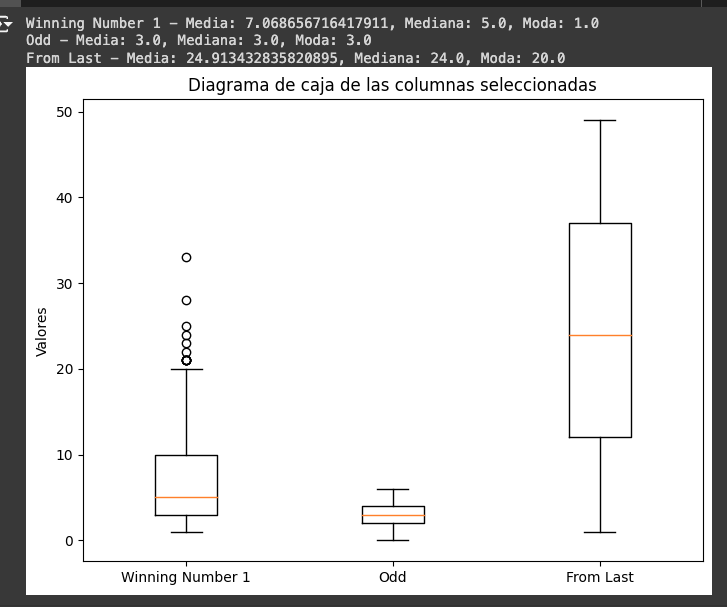 Winning Number 1 – Media: 7.068656716417911, Mediana: 5.0, Moda: 1.0
Odd – Media: 3.0, Mediana: 3.0, Moda: 3.0
From Last – Media: 24.913432835820895, Mediana: 24.0, Moda: 20.0
Diagrama de caja de las columnas seleccionadas
50
40
30
20
10
0
Valores
Winning Number 1 Odd From Last